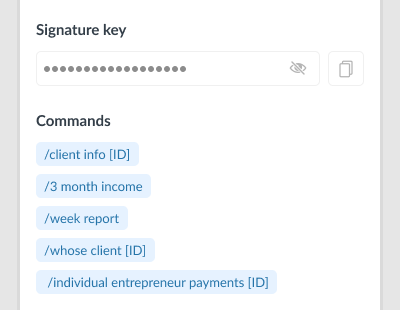 Signature key
••••••••••••••••••
Commands
/client info [ID]
/3 month income
/week report
/whose client [ID]
/individual entrepreneur payments [ID]